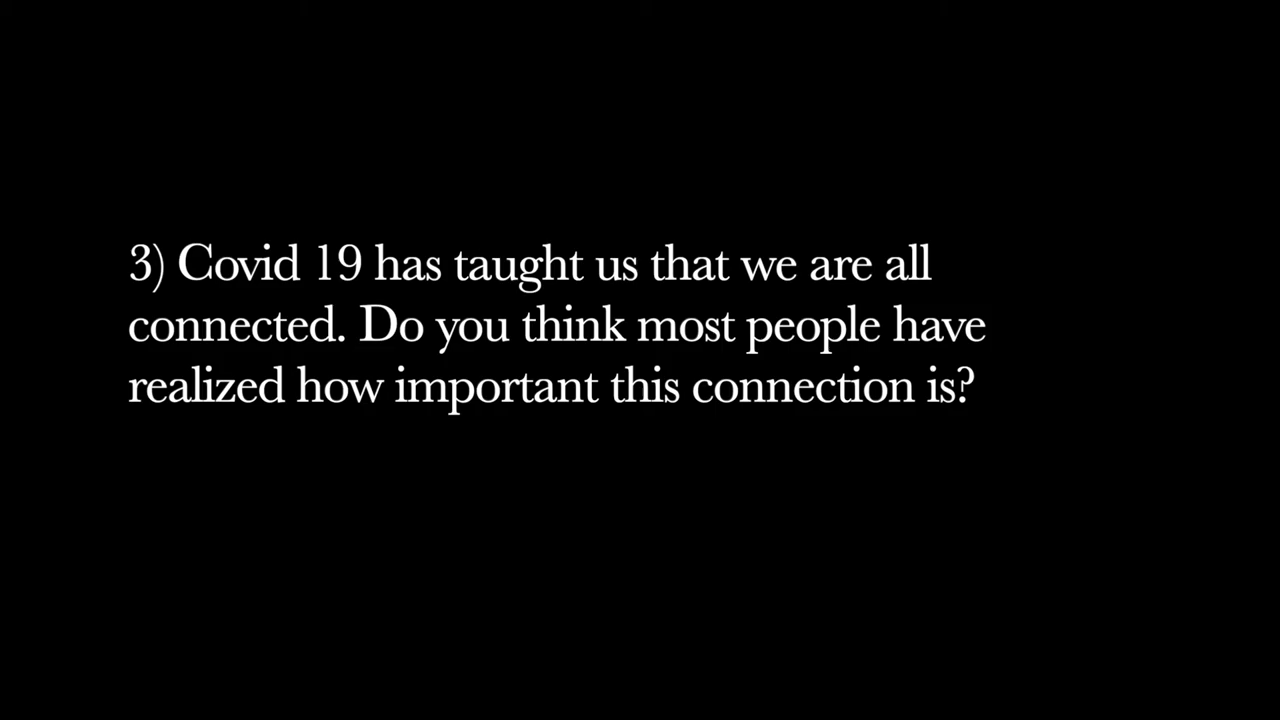 3) Covid 19 has taught us that we are all
connected. Do you think most people have
realized how important this connection is?